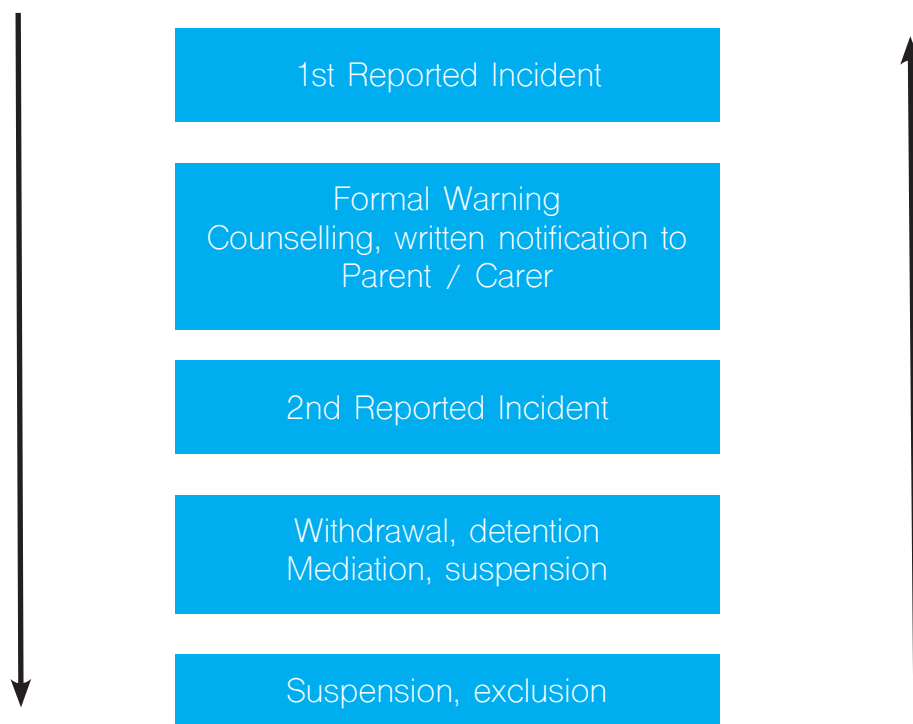 1st Reported Incident
Formal Warning
Counselling, written notification to
Parent / Carer
2nd Reported Incident
Withdrawal, detention
Mediation, suspension
Suspension, exclusion